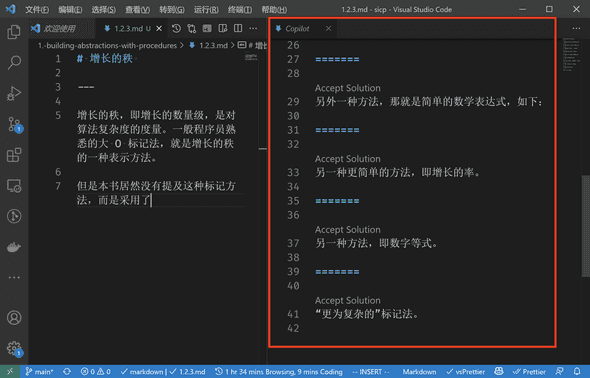 文件(F) 编辑(E) 选择(S) 查看(V) 转到(G) 运行(R) 终端(T) 帮助(H) 1.2.3.md - sicp - Visual Studio Code
欢迎使用 1.2.3.md U Copilot
1.-building-abstractions-with-procedures > 1.2.3.md > # 增长的秩
1 # 增长的秩
2
3 ---
4
5 增长的秩，即增长的数量级，是对
算法复杂度的度量。一般程序员熟
悉的大 O 标记法，就是增长的秩
的一种表示方法。
6
7 但是本书居然没有提及这种标记方
法，而是采用了
26
27 =======
28
Accept Solution
29 另外一种方法，那就是简单的数学表达式，如下：
30
31 =======
32
Accept Solution
33 另一种更简单的方法，即增长的率。
34
35 =======
36
Accept Solution
37 另一种方法，即数字等式。
38
39 =======
40
Accept Solution
41 “更为复杂的”标记法。
42
main* 0 0 markdown | 1.2.3.md 1 hr 34 mins Browsing, 9 mins Coding -- INSERT -- Markdown vsPrettier Prettier